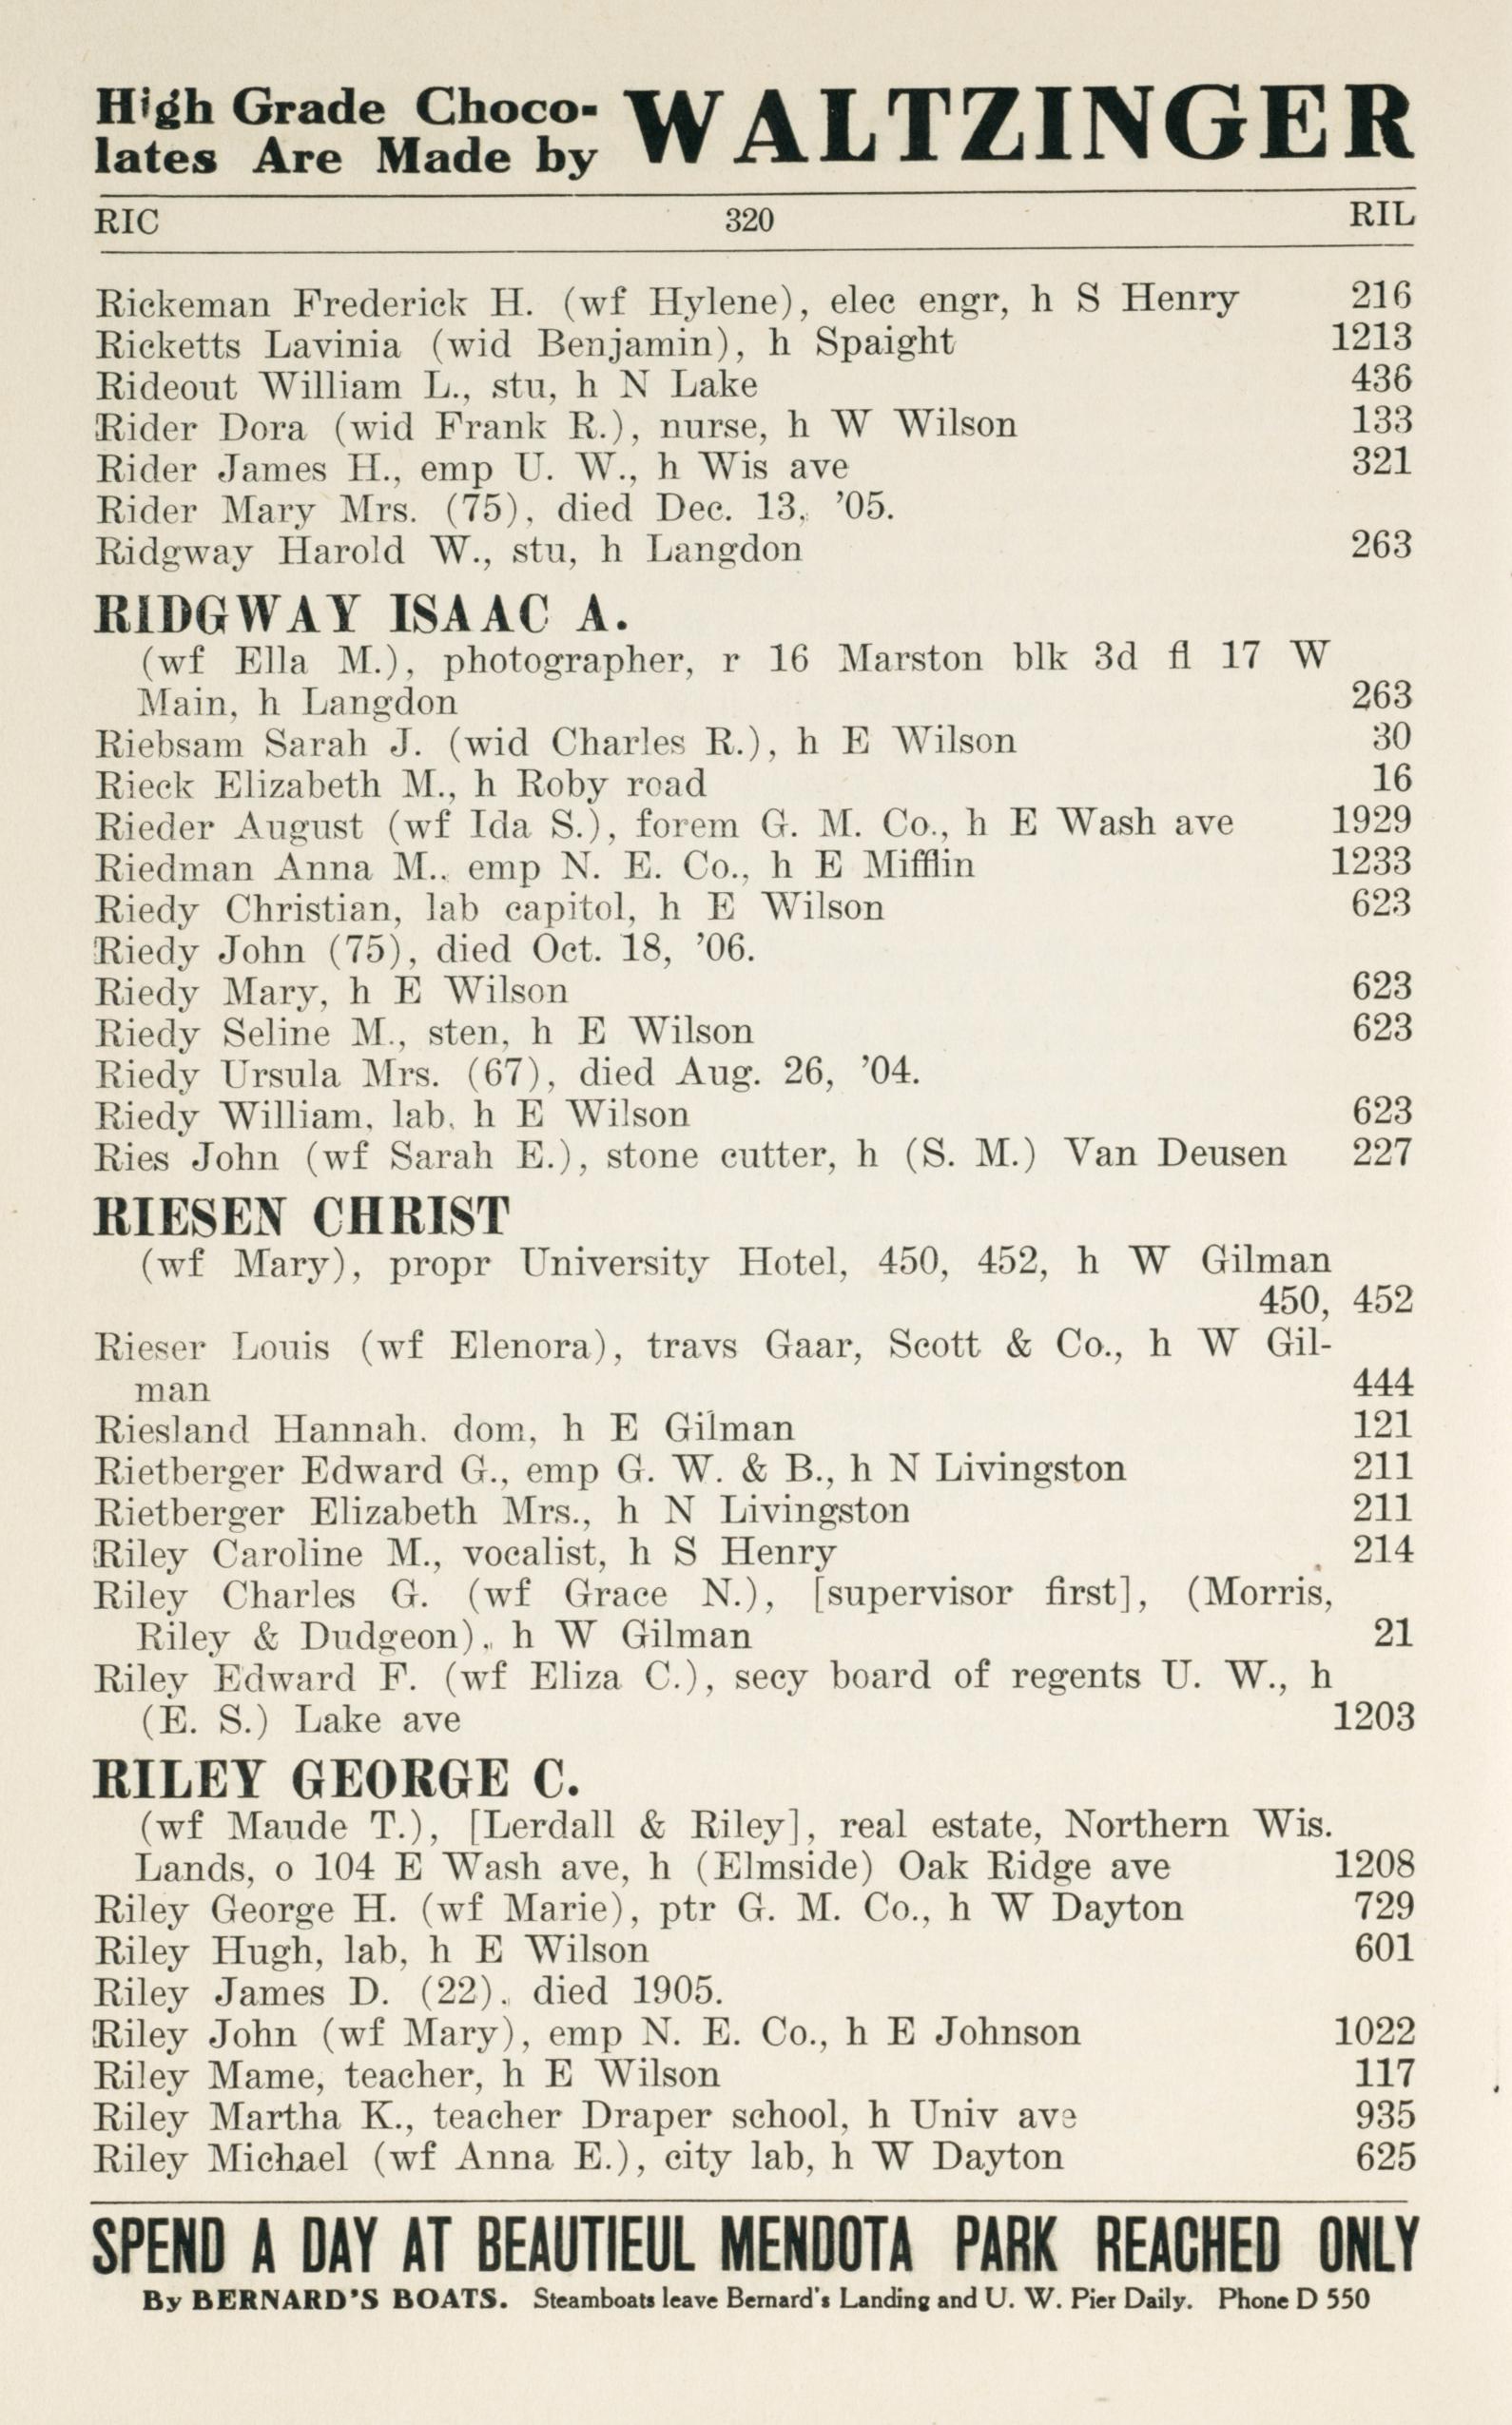 High Grade Choco-
lates Are Made by WALTZINGER
RIC 320 RIL
Rickeman Frederick H. (wf Hylene), elec engr, h S Henry 216
Ricketts Lavinia (wid Benjamin), h Spaight 1213
Rideout William L., stu, h N Lake 436
Rider Dora (wid Frank R.), nurse, h W Wilson 133
Rider James H., emp U. W., h Wis ave 321
Rider Mary Mrs. (75), died Dec. 13, '05.
Ridgway Harold W., stu, h Langdon 263
RIDGWAY ISAAC A.
(wf Ella M.), photographer, r 16 Marston blk 3d fl 17 W
Main, h Langdon 263
Riebsam Sarah J. (wid Charles R.), h E Wilson 30
Rieck Elizabeth M., h Roby road 16
Rieder August (wf Ida S.), forem G. M. Co., h E Wash ave 1929
Riedman Anna M.. emp N. E. Co., h E Mifflin 1233
Riedy Christian, lab capitol, h E Wilson 623
Riedy John (75), died Oct. 18, '06.
Riedy Mary, h E Wilson 623
Riedy Seline M., sten, h E Wilson 623
Riedy Ursula Mrs. (67), died Aug. 26, '04.
Riedy William, lab, h E Wilson 623
Ries John (wf Sarah E.), stone cutter, h (S. M.) Van Deusen 227
RIESEN CHRIST
(wf Mary), propr University Hotel, 450, 452, h W Gilman
450, 452
Rieser Louis (wf Elenora), travs Gaar, Scott & Co., h W Gil-
man 444
Riesland Hannah. dom, h E Gilman 121
Rietberger Edward G., emp G. W. & B., h N Livingston 211
Rietberger Elizabeth Mrs., h N Livingston 211
Riley Caroline M., vocalist, h S Henry 214
Riley Charles G. (wf Grace N.), [supervisor first], (Morris,
Riley & Dudgeon), h W Gilman 21
Riley Edward F. (wf Eliza C.), secy board of regents U. W., h
(E. S.) Lake ave 1203
RILEY GEORGE C.
(wf Maude T.), [Lerdall & Riley], real estate, Northern Wis.
Lands, o 104 E Wash ave, h (Elmside) Oak Ridge ave 1208
Riley George H. (wf Marie), ptr G. M. Co., h W Dayton 729
Riley Hugh, lab, h E Wilson 601
Riley James D. (22). died 1905.
Riley John (wf Mary), emp N. E. Co., h E Johnson 1022
Riley Mame, teacher, h E Wilson 117
Riley Martha K., teacher Draper school, h Univ ave 935
Riley Michael (wf Anna E.), city lab, h W Dayton 625
SPEND A DAY AT BEAUTIEUL MENDOTA PARK REACHED ONLY
By BERNARD'S BOATS. Steamboats leave Bernard's Landing and U. W. Pier Daily. Phone D 550